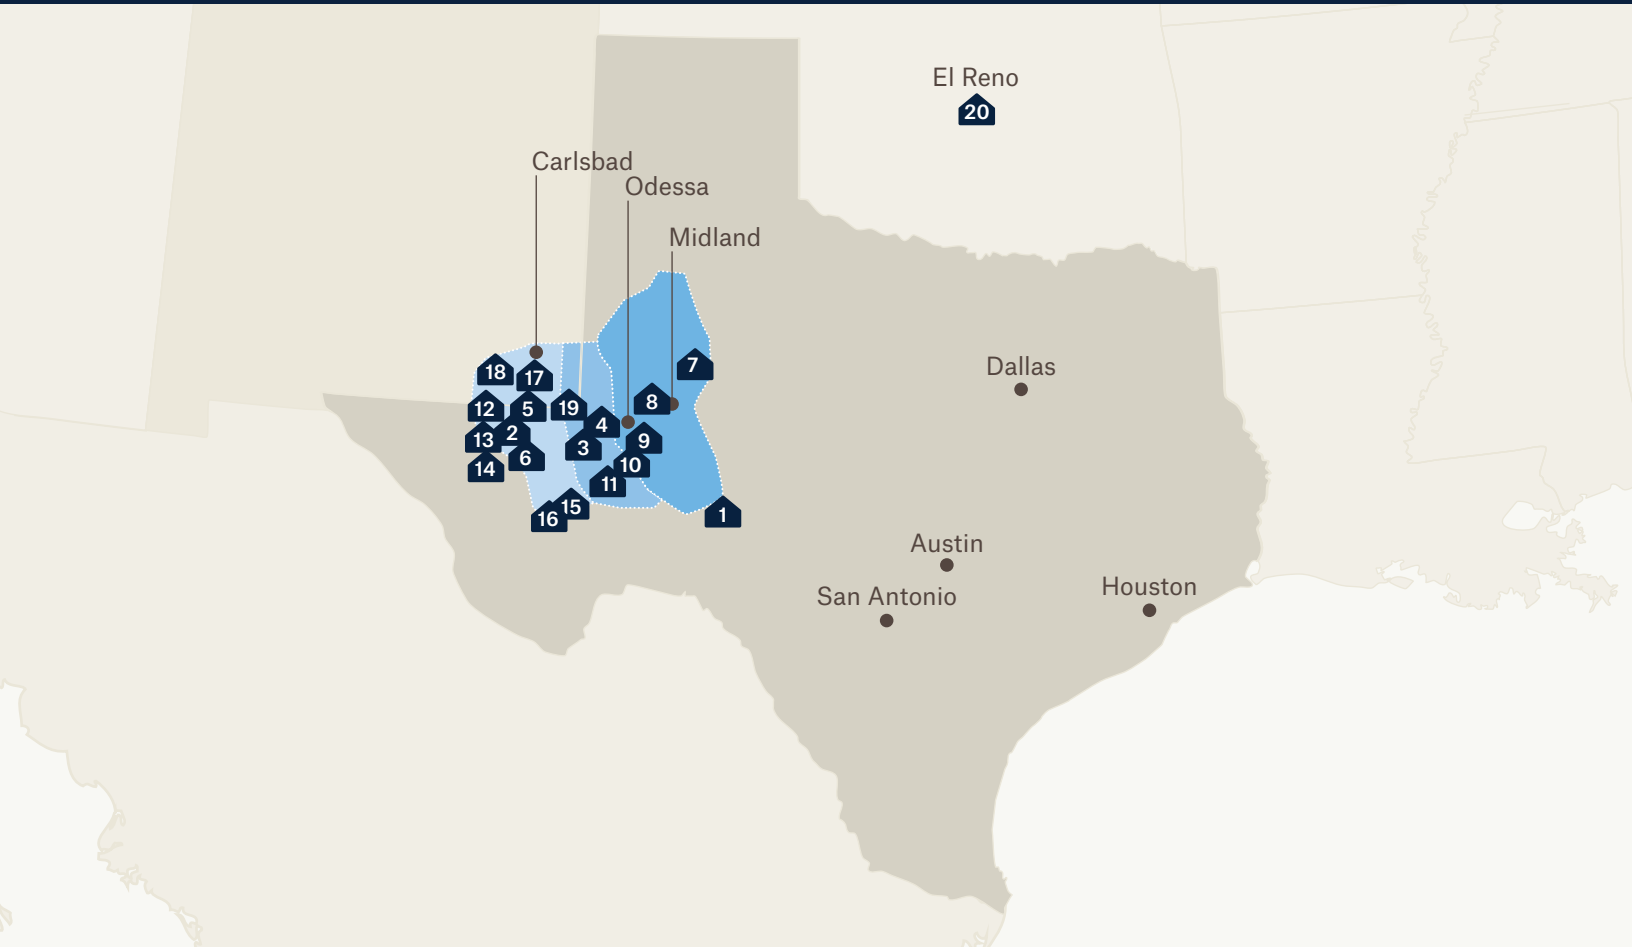 El Reno
20
Carlsbad
Odessa
Midland
18
17
7
12
5
19
8
Dallas
13
2
4
3
9
14
6
10
11
16
15
1
Austin
San Antonio
Houston